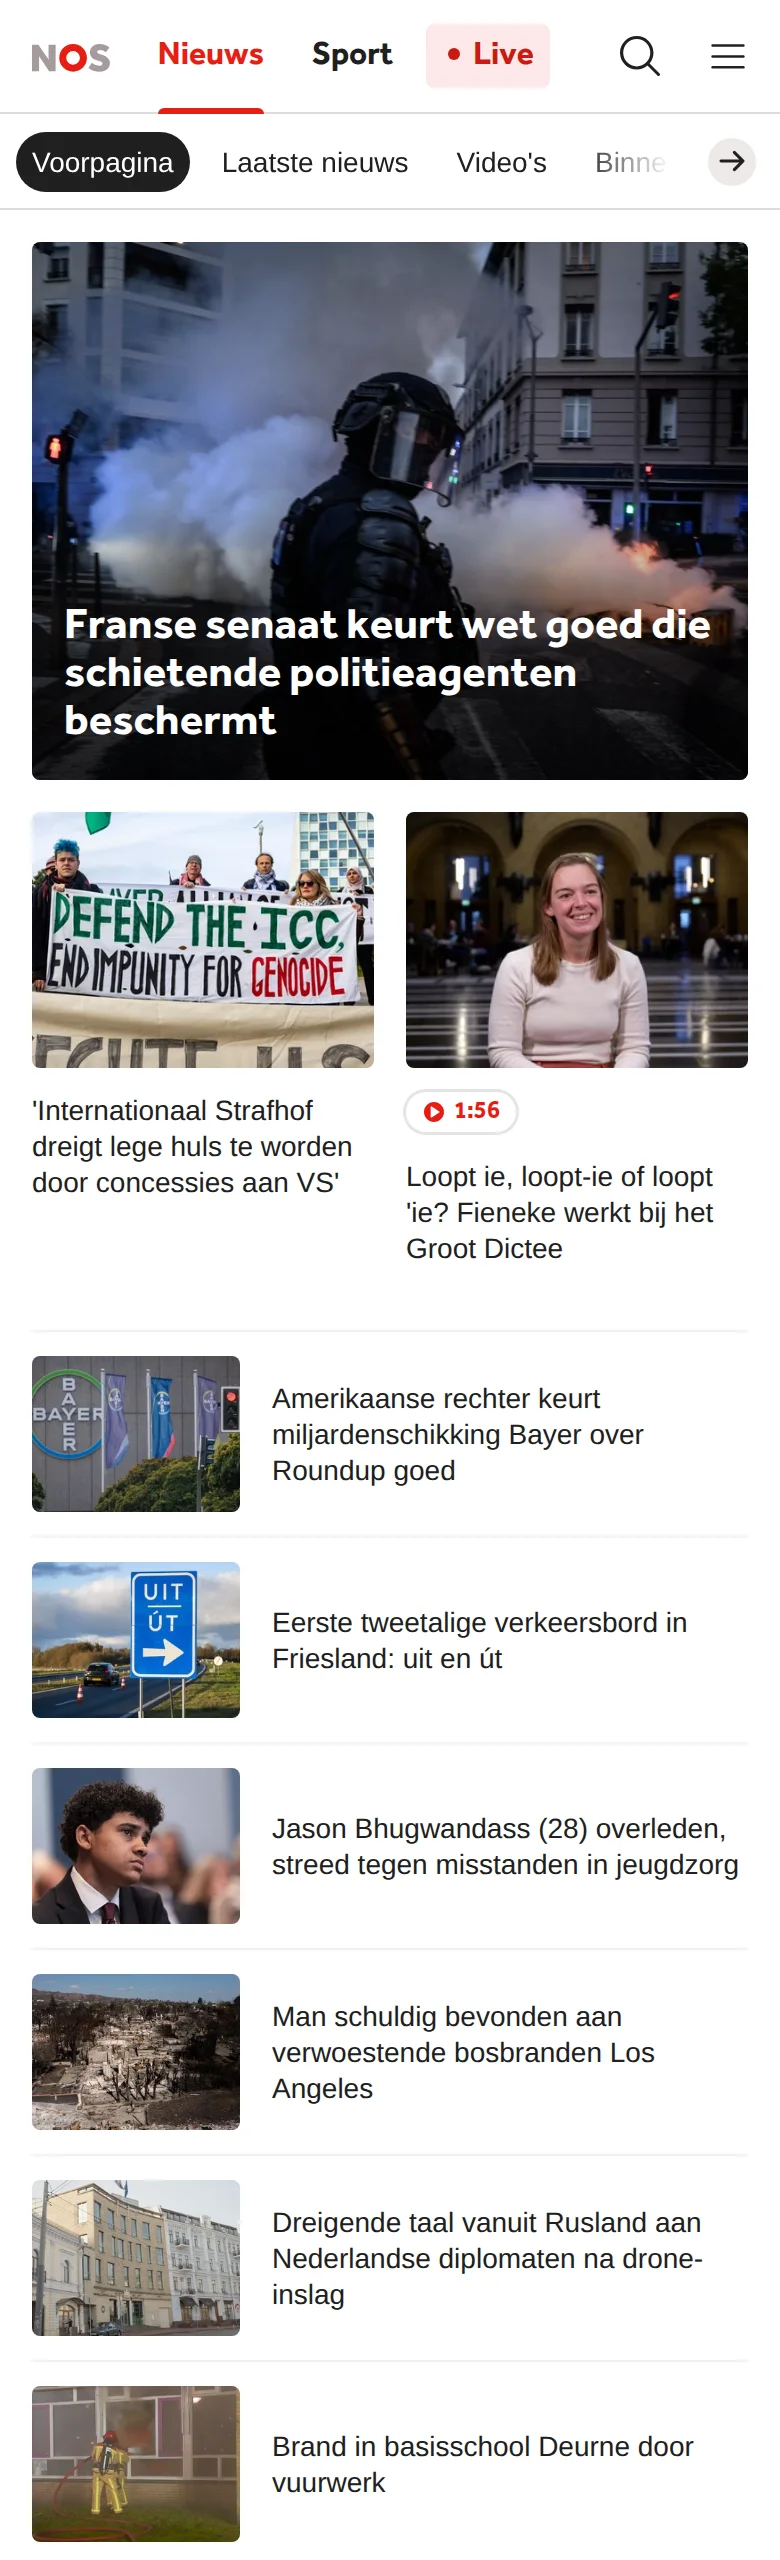 NOS
Nieuws
Sport
Live
Voorpagina
Laatste nieuws
Video's
Binne
Franse senaat keurt wet goed die
schietende politieagenten
beschermt
DEFEND THE ICC,
END IMPUNITY FOR GENOCIDE
'Internationaal Strafhof
dreigt lege huls te worden
door concessies aan VS'
1:56
Loopt ie, loopt-ie of loopt
'ie? Fieneke werkt bij het
Groot Dictee
BAYER
BAYER
Amerikaanse rechter keurt
miljardenschikking Bayer over
Roundup goed
UIT
ÚT
Eerste tweetalige verkeersbord in
Friesland: uit en út
Jason Bhugwandass (28) overleden,
streed tegen misstanden in jeugdzorg
Man schuldig bevonden aan
verwoestende bosbranden Los
Angeles
Dreigende taal vanuit Rusland aan
Nederlandse diplomaten na drone-
inslag
Brand in basisschool Deurne door
vuurwerk